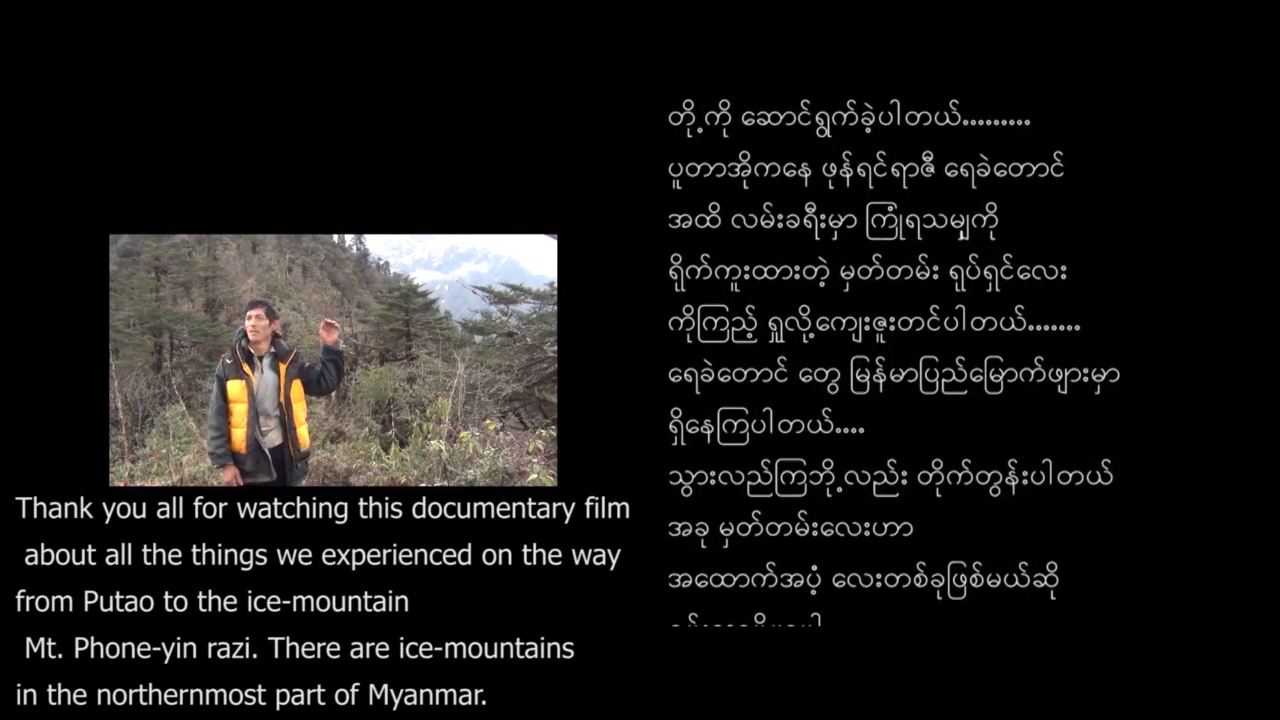 Thank you all for watching this documentary film
about all the things we experienced on the way
from Putao to the ice-mountain
Mt. Phone-yin razi. There are ice-mountains
in the northernmost part of Myanmar.
တို့ကို ဆောင်ရွက်ခဲ့ပါတယ်.........
ပူတာအိုကနေ ဖုန်ရင်ရာဇီ ရေခဲတောင်
အထိ လမ်းခရီးမှာ ကြုံရသမျှကို
ရိုက်ကူးထားတဲ့ မှတ်တမ်း ရုပ်ရှင်လေး
ကိုကြည့် ရှုလို့ကျေးဇူးတင်ပါတယ်.......
ရေခဲတောင် တွေ မြန်မာပြည်မြောက်ဖျားမှာ
ရှိနေကြပါတယ်....
သွားလည်ကြဘို့လည်း တိုက်တွန်းပါတယ်
အခု မှတ်တမ်းလေးဟာ
အထောက်အပံ့ လေးတစ်ခုဖြစ်မယ်ဆို